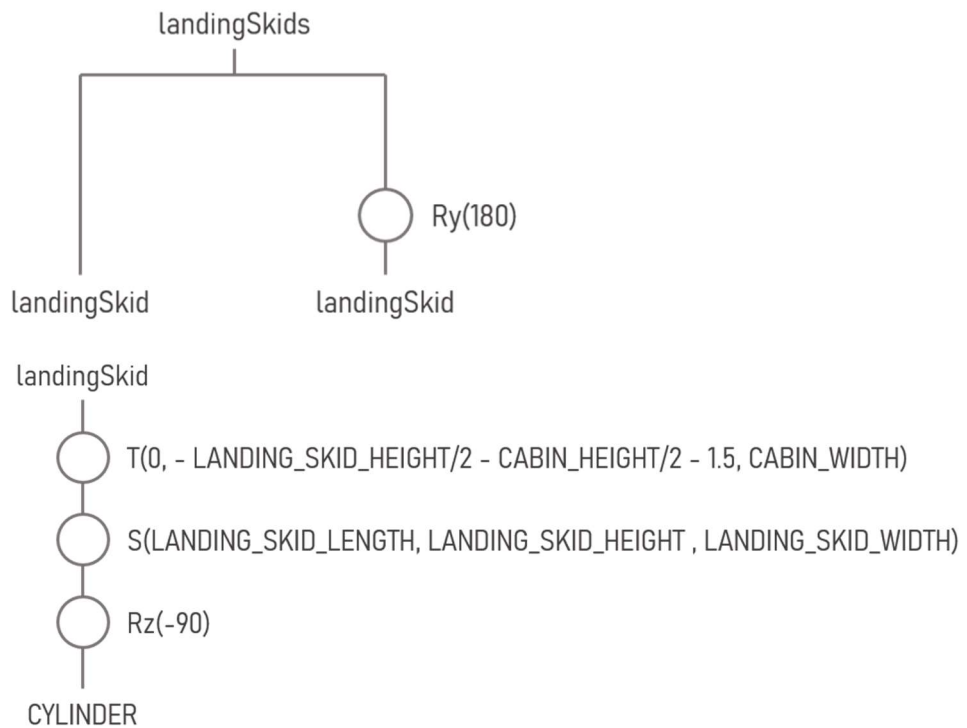 landingSkids
Ry(180)
landingSkid
landingSkid
landingSkid
T(0, - LANDING_SKID_HEIGHT/2 - CABIN_HEIGHT/2 - 1.5, CABIN_WIDTH)
S(LANDING_SKID_LENGTH, LANDING_SKID_HEIGHT , LANDING_SKID_WIDTH)
Rz(-90)
CYLINDER